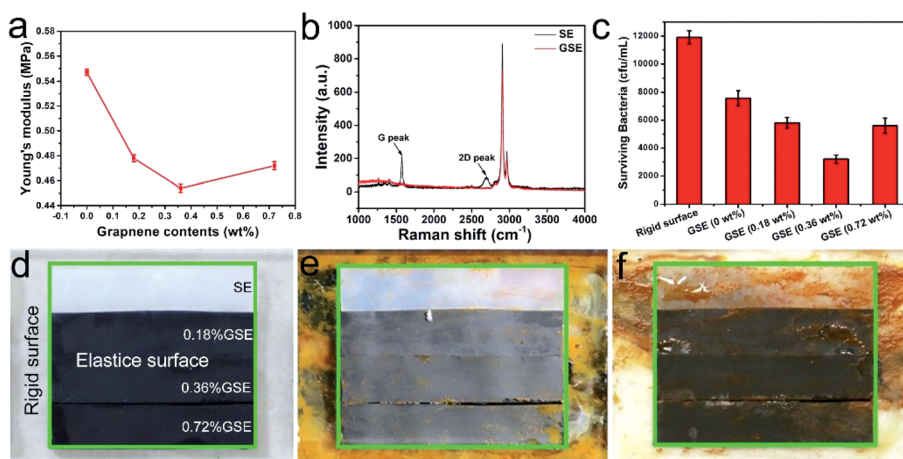 a
Young's modulus (MPa)
0.58
0.56
0.54
0.52
0.50
0.48
0.46
0.44
-0.1 0.0 0.1 0.2 0.3 0.4 0.5 0.6 0.7 0.8
Grapnene contents (wt%)
b
Intensity (a.u.)
1000
800
600
400
200
0
SE
GSE
G peak
2D peak
1000 1500 2000 2500 3000 3500 4000
Raman shift (cm-1)
c
Suriving Bacteria (cfu/mL)
12000
10000
8000
6000
4000
2000
0
Rigid surface
GSE (0 wt%)
GSE (0.18 wt%)
GSE (0.36 wt%)
GSE (0.72 wt%)
d
Rigid surface
SE
0.18%GSE
Elastice surface
0.36%GSE
0.72%GSE
e
f